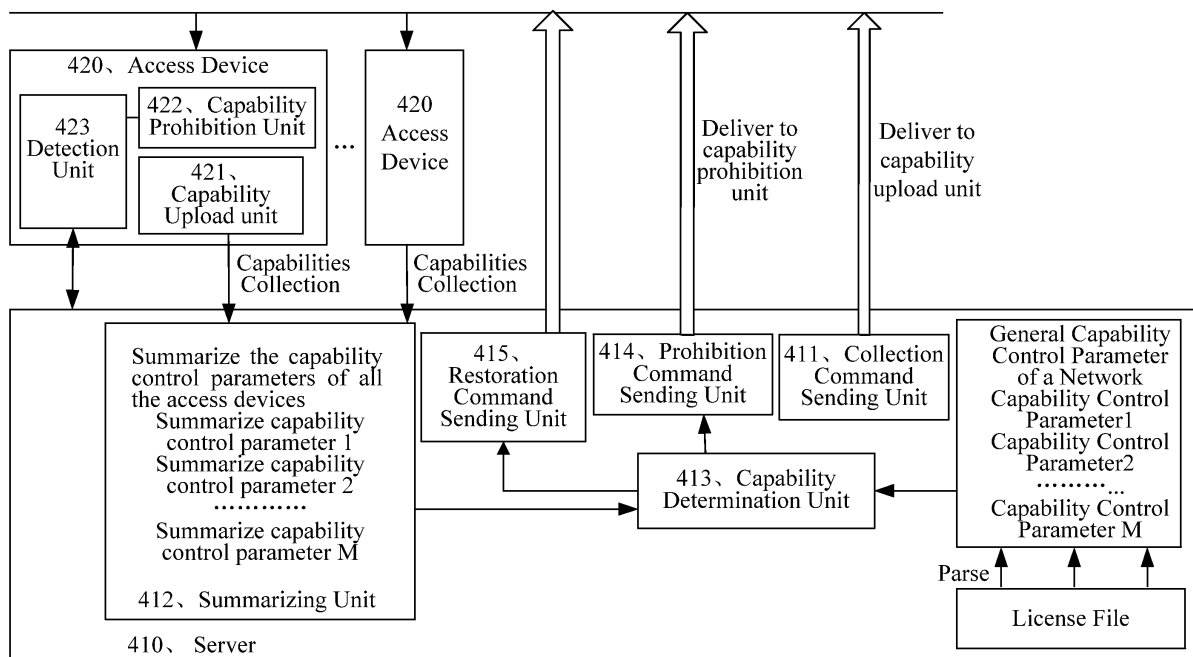 420、Access Device
422、Capability
Prohibition Unit
423
Detection
Unit
421、
Capability
Upload unit
...
420
Access
Device
Capabilities
Collection
Capabilities
Collection
Deliver to
capability
prohibition
unit
Deliver to
capability
upload unit
Summarize the capability
control parameters of all
the access devices
Summarize capability
control parameter 1
Summarize capability
control parameter 2
…………
Summarize capability
control parameter M
412、Summarizing Unit
415、
Restoration
Command
Sending Unit
414、Prohibition
Command
Sending Unit
411、Collection
Command
Sending Unit
413、Capability
Determination Unit
General Capability
Control Parameter
of a Network
Capability Control
Parameter1
Capability Control
Parameter2
……… ...
Capability Control
Parameter M
Parse
License File
410、 Server